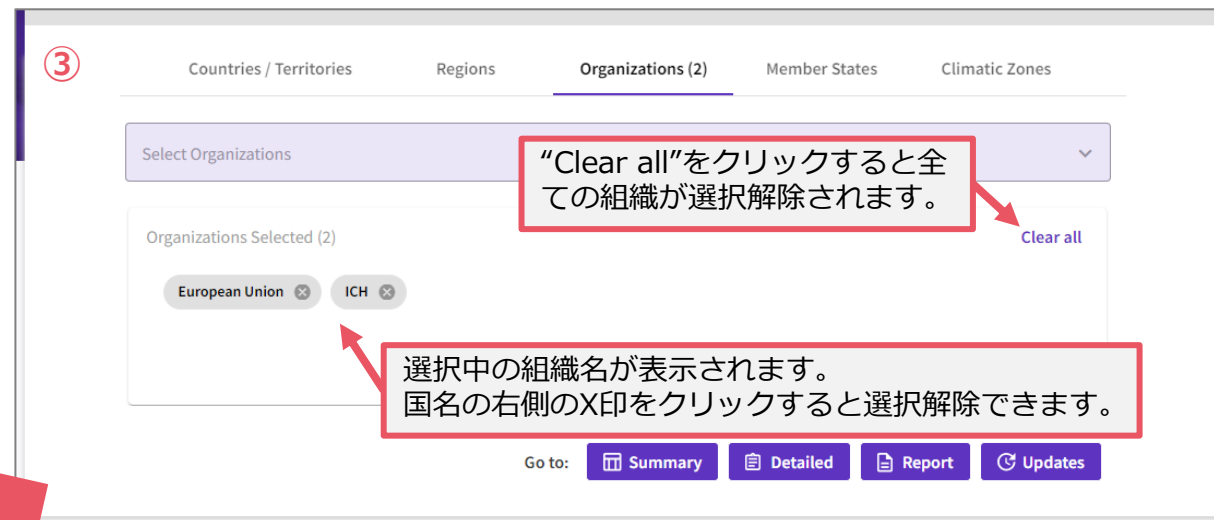 ③
Countries / Territories Regions Organizations (2) Member States Climatic Zones
Select Organizations
“Clear all”をクリックすると全
ての組織が選択解除されます。
Organizations Selected (2)
Clear all
European Union ICH
選択中の組織名が表示されます。
国名の右側のX印をクリックすると選択解除できます。
Go to: Summary Detailed Report Updates